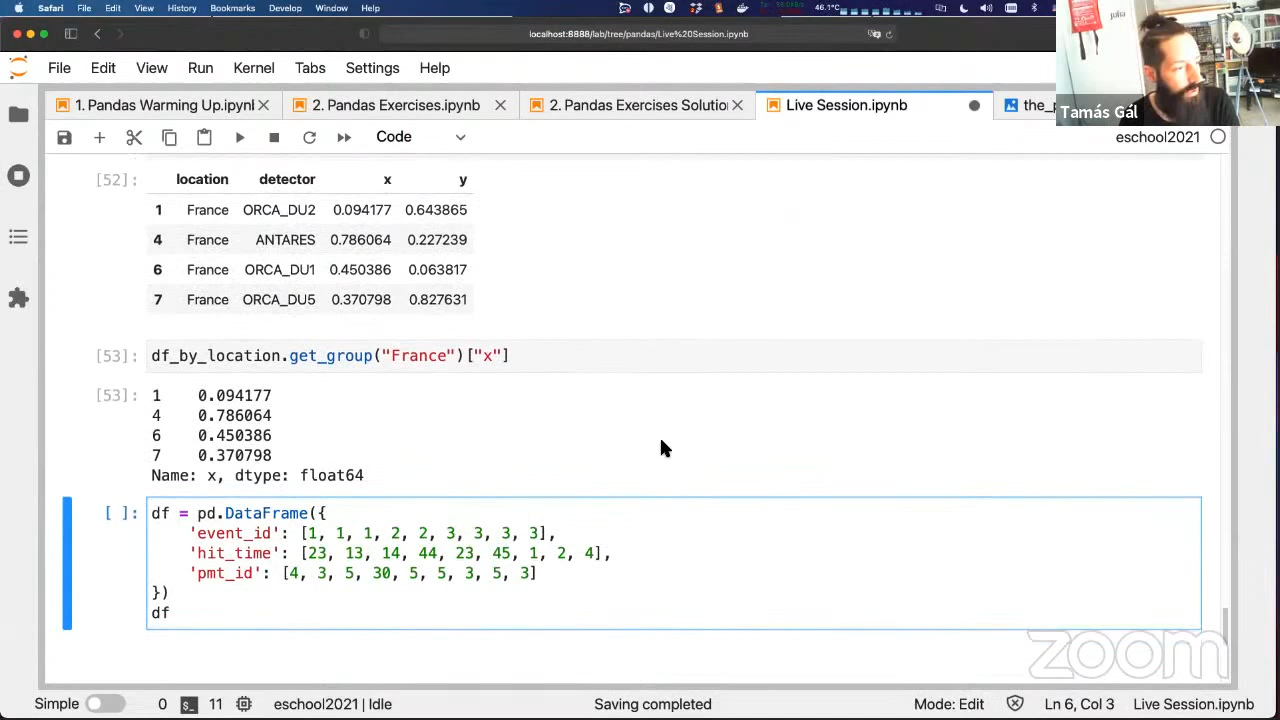 Safari File Edit View History Bookmarks Develop Window Help
46.1°C
localhost:8888/lab/tree/pandas/Live%20Session.ipynb
File Edit View Run Kernel Tabs Settings Help
1. Pandas Warming Up.ipynl
2. Pandas Exercises.ipynb
2. Pandas Exercises Solutio
Live Session.ipynb
the_p
Tamás Gál
Code
eschool2021
[52]:
location detector x y
1 France ORCA_DU2 0.094177 0.643865
4 France ANTARES 0.786064 0.227239
6 France ORCA_DU1 0.450386 0.063817
7 France ORCA_DU5 0.370798 0.827631
[53]: df_by_location.get_group("France")["x"]
[53]: 1 0.094177
4 0.786064
6 0.450386
7 0.370798
Name: x, dtype: float64
[ ]: df = pd.DataFrame({
'event_id': [1, 1, 1, 2, 2, 3, 3, 3, 3],
'hit_time': [23, 13, 14, 44, 23, 45, 1, 2, 4],
'pmt_id': [4, 3, 5, 30, 5, 5, 3, 5, 3]
})
df
zoom
Simple 0 11 eschool2021 | Idle Saving completed Mode: Edit Ln 6, Col 3 Live Session.ipynb